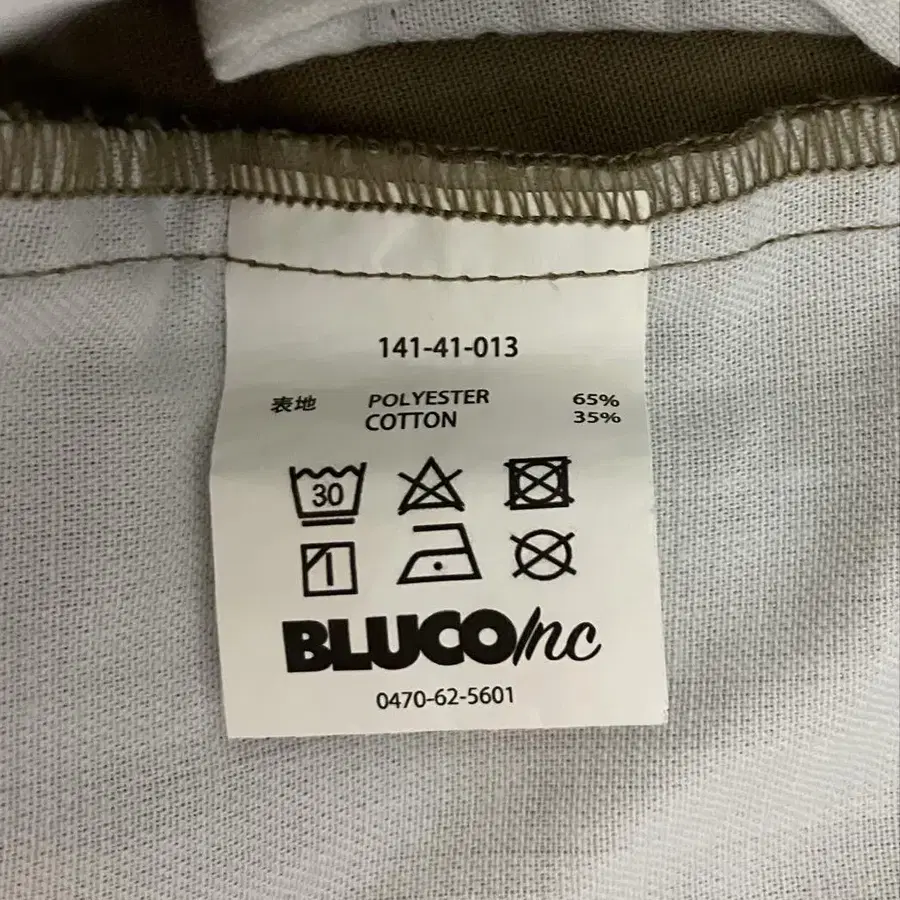 141-41-013
表地 POLYESTER 65%
COTTON 35%
30
BLUCO Inc
0470-62-5601